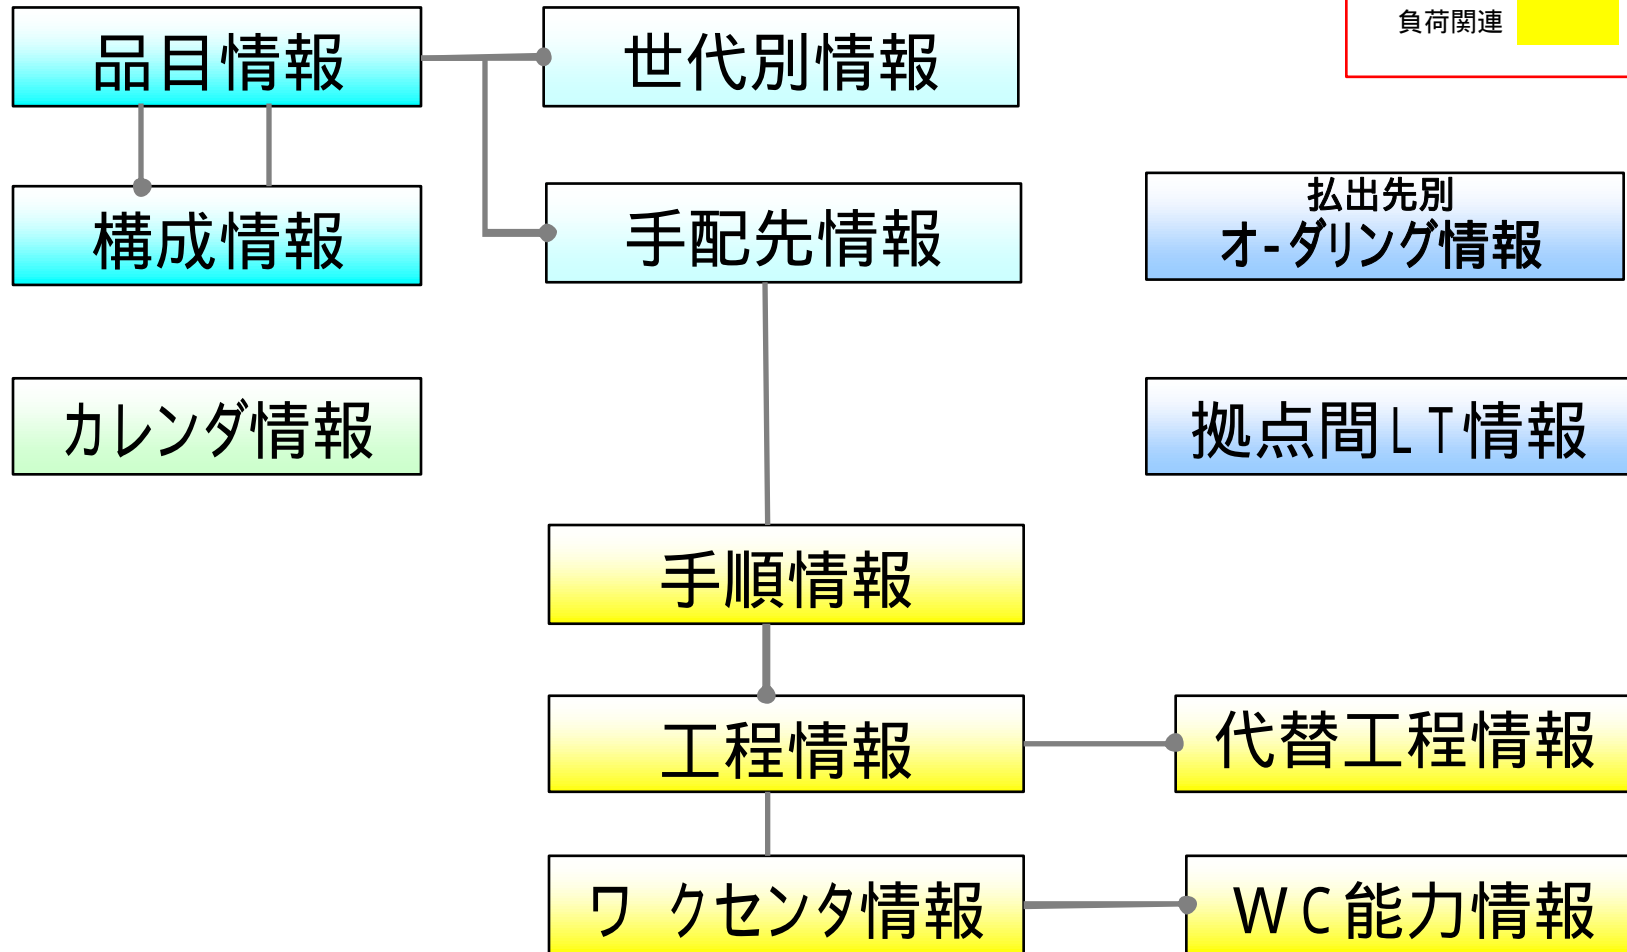 負荷関連
品目情報
世代別情報
構成情報
手配先情報
払出先別
オ-ダリング情報
カレンダ情報
拠点間LT情報
手順情報
工程情報
代替工程情報
ワ クセンタ情報
WC能力情報